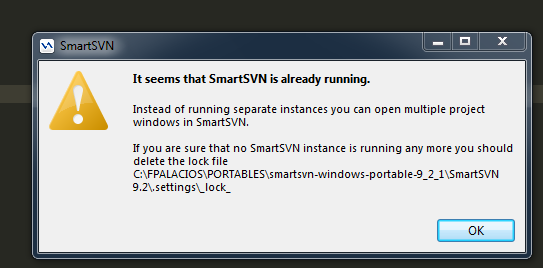 SmartSVN
It seems that SmartSVN is already running.
Instead of running separate instances you can open multiple project
windows in SmartSVN.
If you are sure that no SmartSVN instance is running any more you should
delete the lock file
C:\FPALACIOS\PORTABLES\smartsvn-windows-portable-9_2_1\SmartSVN
9.2\.settings\_lock_
OK